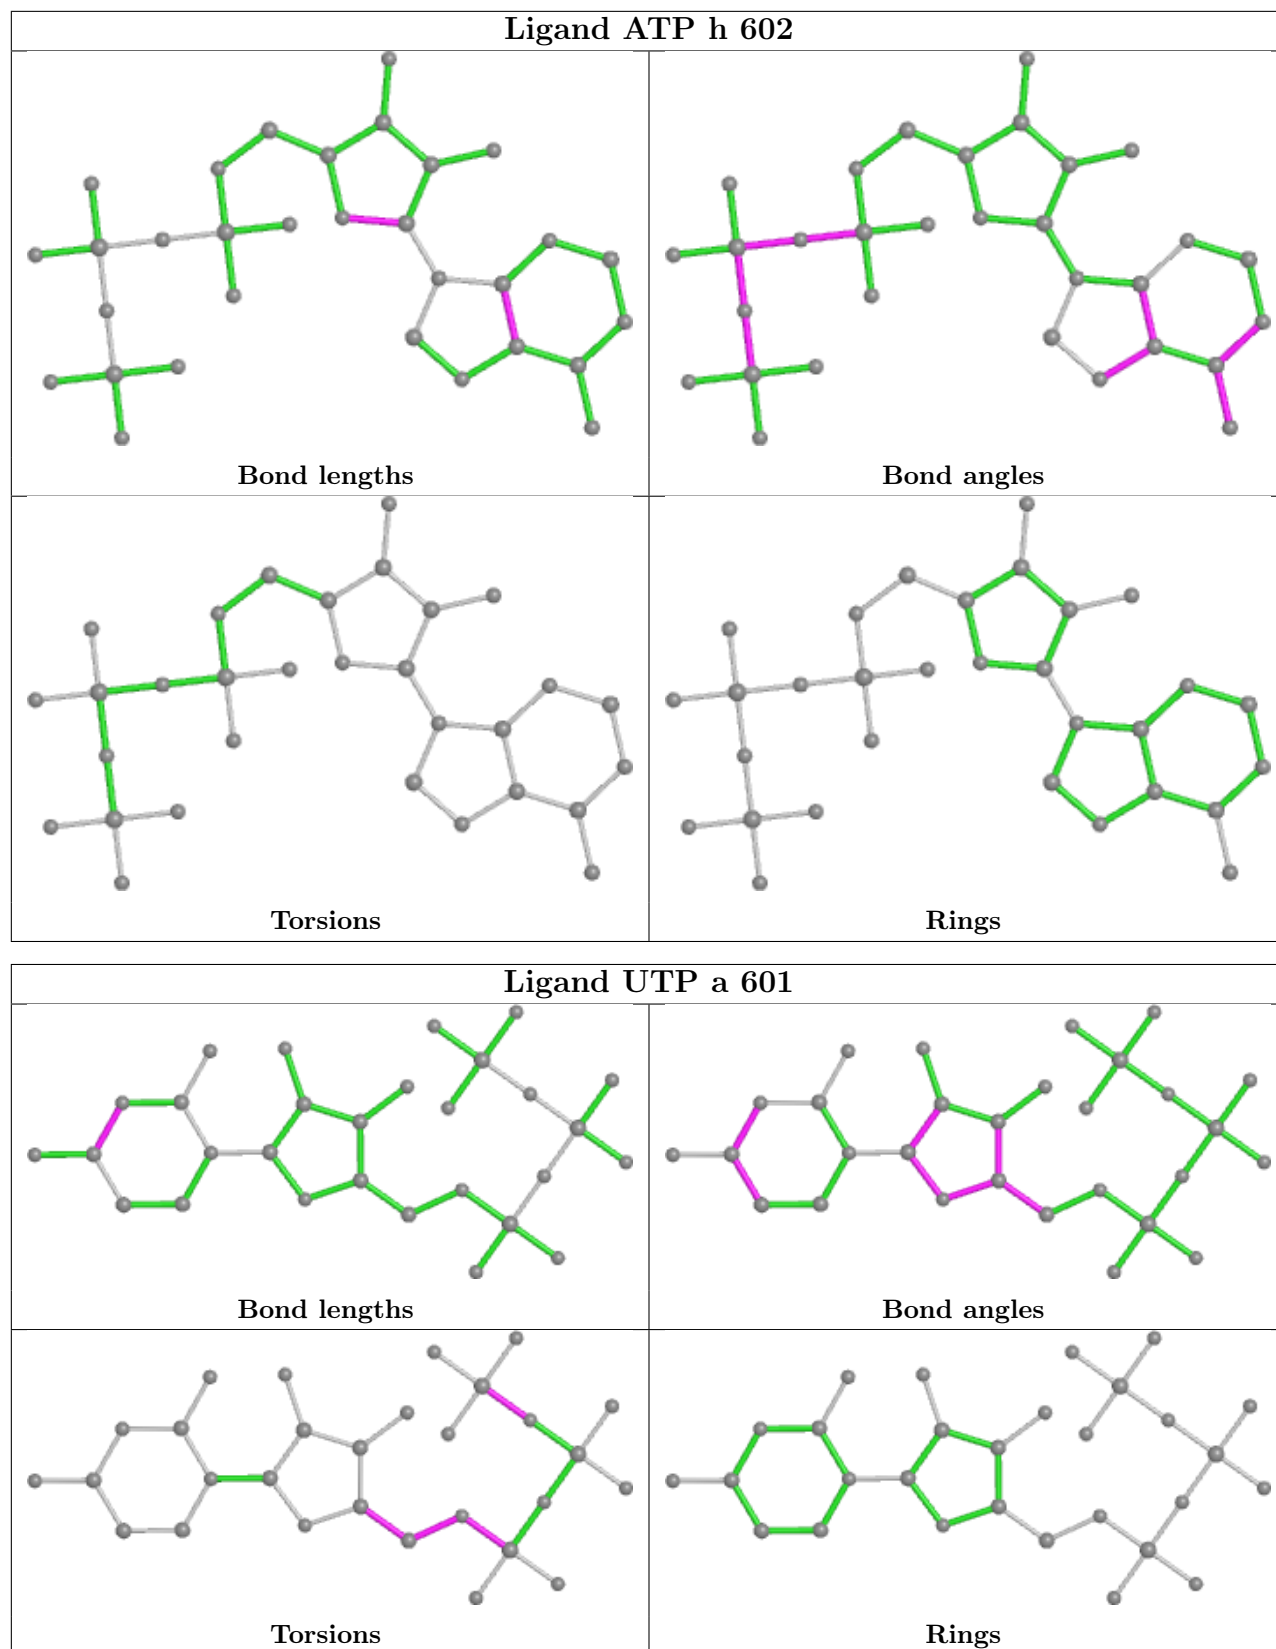 Ligand ATP h 602
Bond lengths
Bond angles
Torsions
Rings
Ligand UTP a 601
Bond lengths
Bond angles
Torsions
Rings